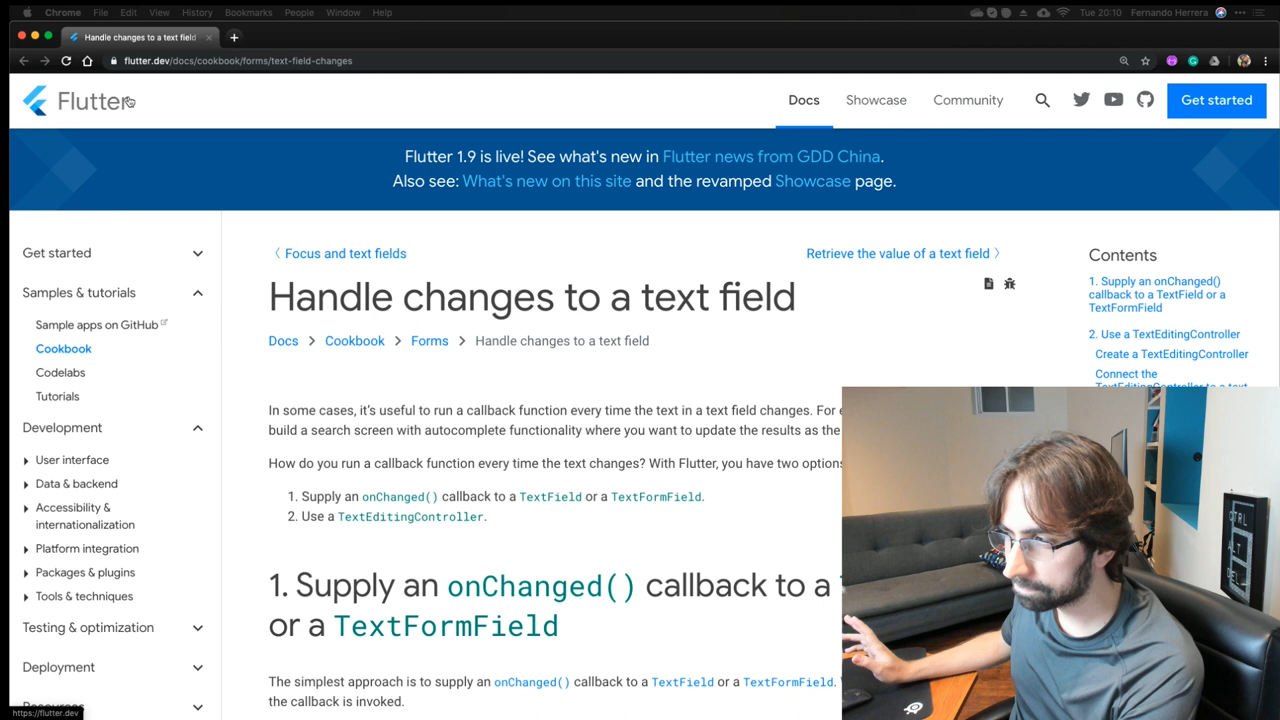 Chrome File Edit View History Bookmarks People Window Help Tue 20:10 Fernando Herrera
Handle changes to a text field
flutter.dev/docs/cookbook/forms/text-field-changes
Flutter Docs Showcase Community Get started
Flutter 1.9 is live! See what's new in Flutter news from GDD China.
Also see: What's new on this site and the revamped Showcase page.
Get started
Samples & tutorials
Sample apps on GitHub
Cookbook
Codelabs
Tutorials
Development
User interface
Data & backend
Accessibility &
internationalization
Platform integration
Packages & plugins
Tools & techniques
Testing & optimization
Deployment
Resources
https://flutter.dev
〈 Focus and text fields
Retrieve the value of a text field 〉
Handle changes to a text field
Docs > Cookbook > Forms > Handle changes to a text field
In some cases, it's useful to run a callback function every time the text in a text field changes. For
build a search screen with autocomplete functionality where you want to update the results as the
How do you run a callback function every time the text changes? With Flutter, you have two options
1. Supply an onChanged() callback to a TextField or a TextFormField.
2. Use a TextEditingController.
1. Supply an onChanged() callback to a
or a TextFormField
The simplest approach is to supply an onChanged() callback to a TextField or a TextFormField.
the callback is invoked.
Contents
1. Supply an onChanged()
callback to a TextField or a
TextFormField
2. Use a TextEditingController
Create a TextEditingController
Connect the
TextEditingController to a text
CTRL
ALT
DEL